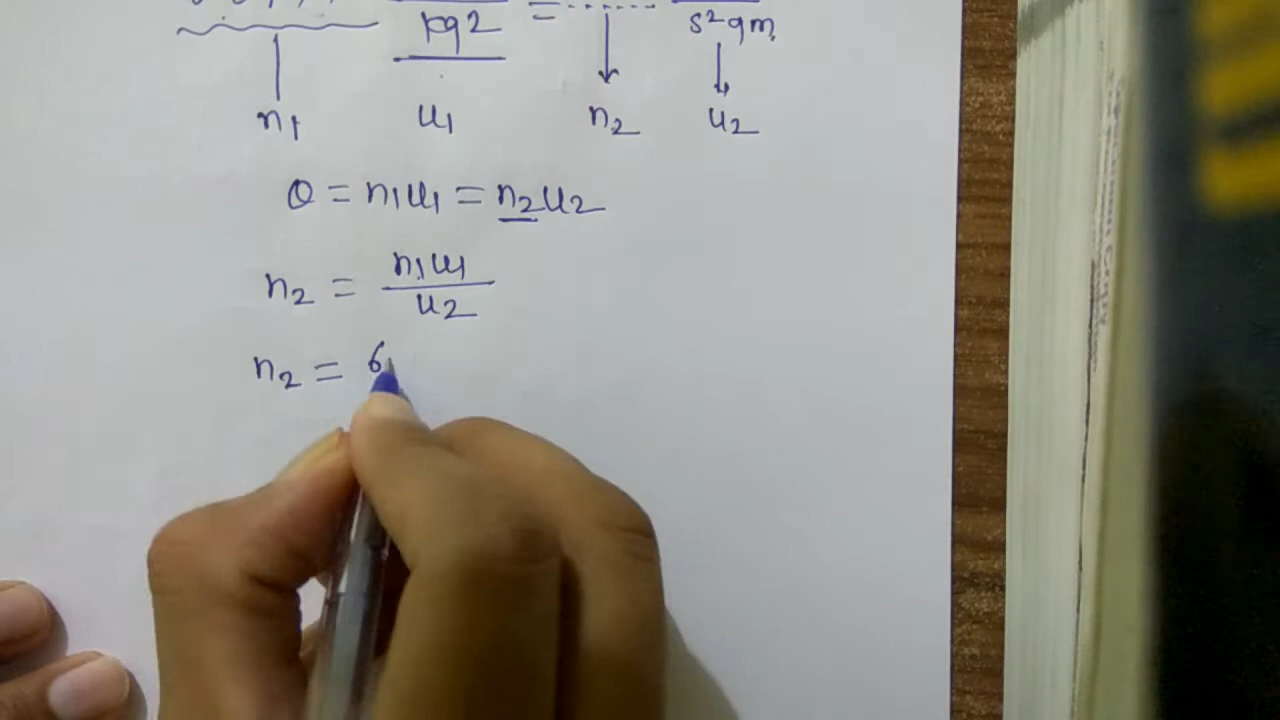 kg2 = ........ s²gm
n1 u1 n2 u2
Q = n1u1 = n2u2
n2 = n1u1 / u2
n2 = 6